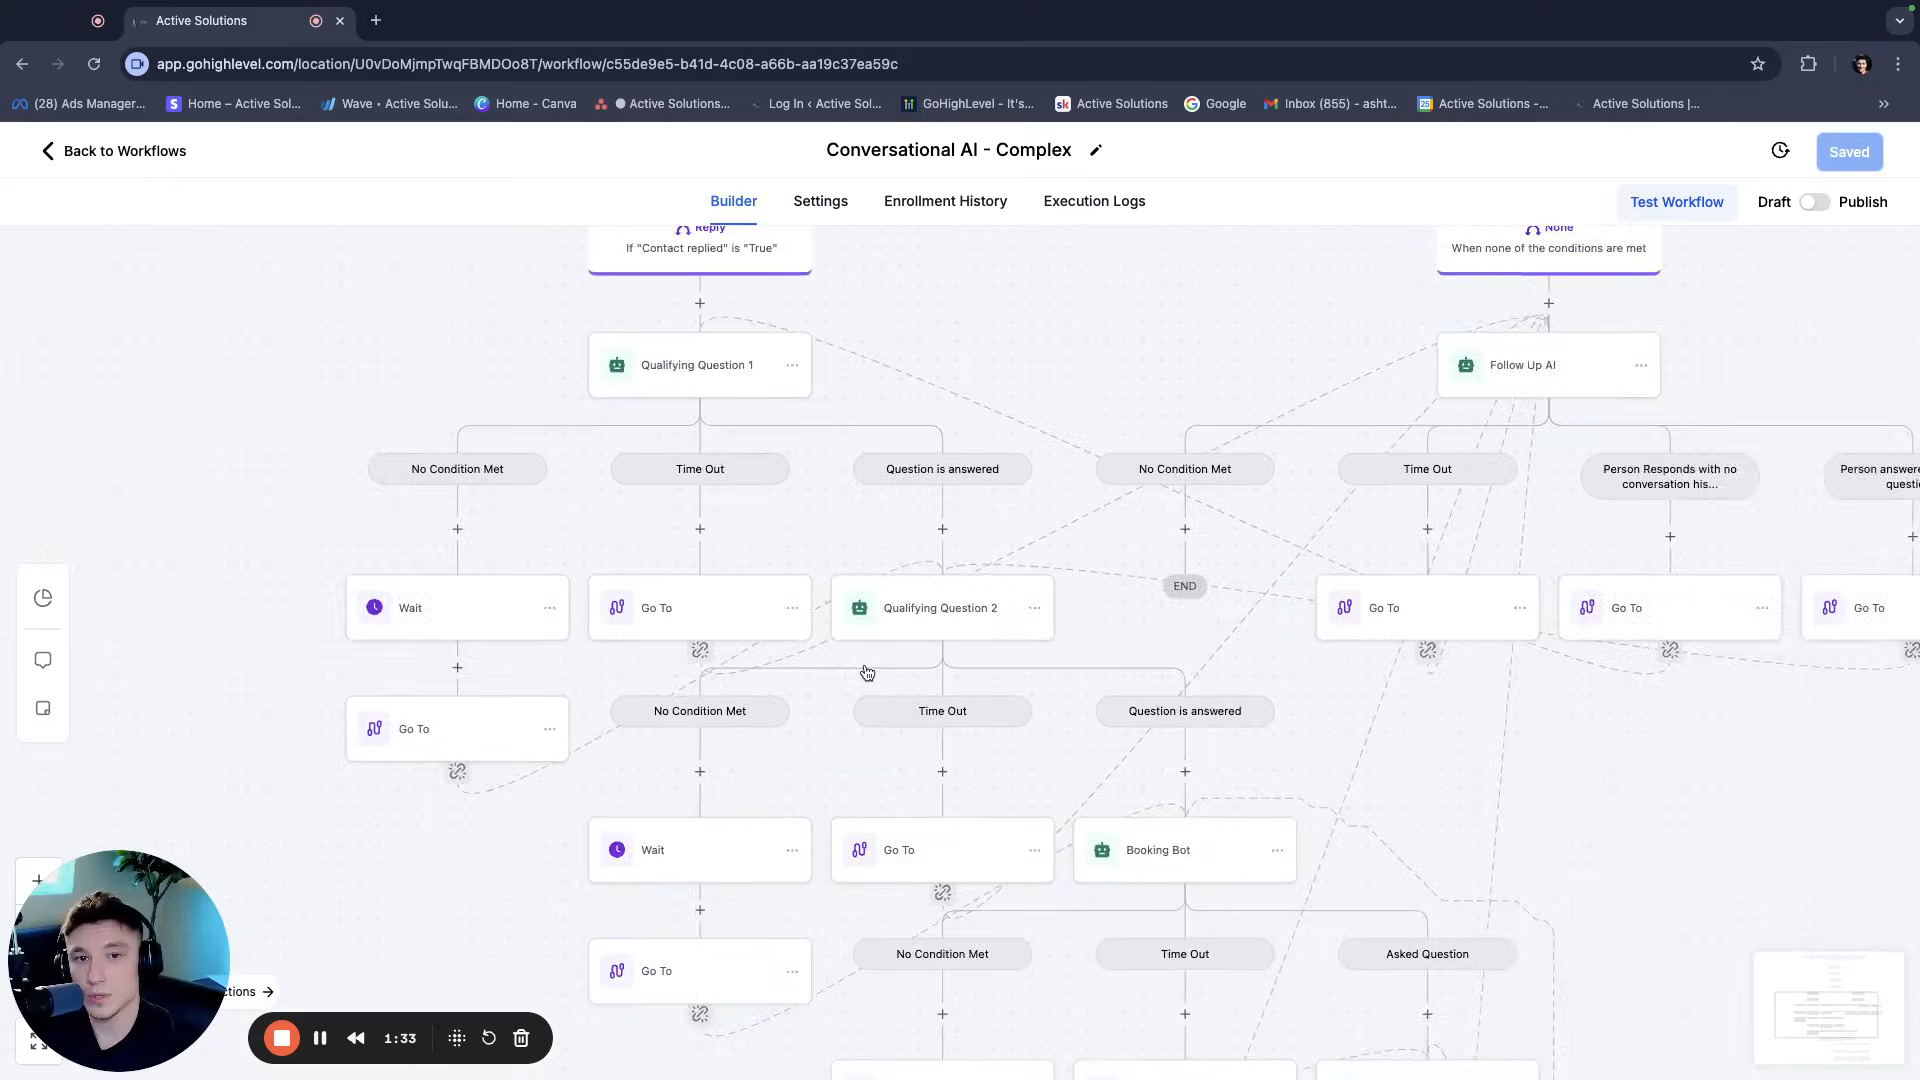 Active Solutions
app.gohighlevel.com/location/U0vDoMjmpTwqFBMDOo8T/workflow/c55de9e5-b41d-4c08-a66b-aa19c37ea59c
(28) Ads Manager...
Home – Active Sol...
Wave • Active Solu...
Home - Canva
Active Solutions...
Log In ‹ Active Sol...
GoHighLevel - It's...
Active Solutions
Google
Inbox (855) - asht...
Active Solutions -...
Active Solutions |...
Back to Workflows
Conversational AI - Complex
Saved
Builder
Settings
Enrollment History
Execution Logs
Test Workflow
Draft
Publish
Reply
If "Contact replied" is "True"
None
When none of the conditions are met
Qualifying Question 1
Follow Up AI
No Condition Met
Time Out
Question is answered
No Condition Met
Time Out
Person Responds with no
conversation his...
Person answere
questi
Wait
Go To
Qualifying Question 2
END
Go To
Go To
Go To
Go To
No Condition Met
Time Out
Question is answered
Wait
Go To
Booking Bot
Go To
No Condition Met
Time Out
Asked Question
ctions
1:33